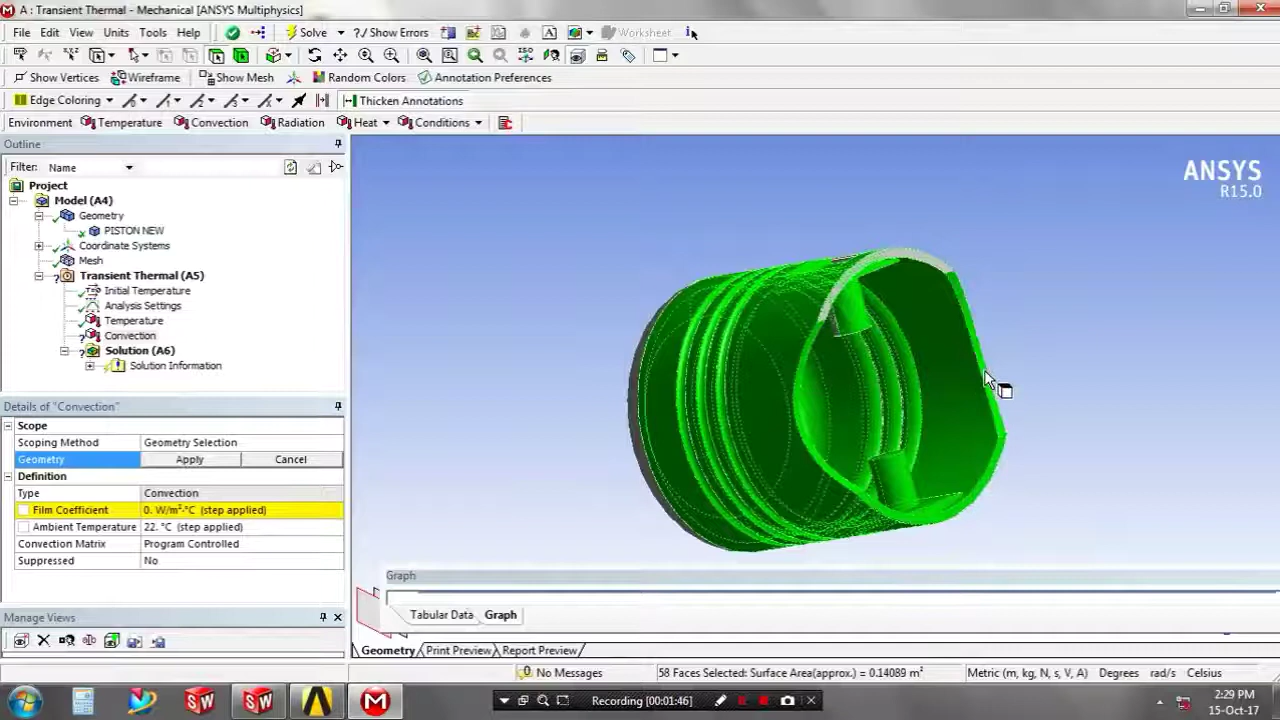 A : Transient Thermal - Mechanical [ANSYS Multiphysics]
File Edit View Units Tools Help Solve ?/ Show Errors Worksheet
Show Vertices Wireframe Show Mesh Random Colors Annotation Preferences
Edge Coloring Thicken Annotations
Environment Temperature Convection Radiation Heat Conditions
Outline
Filter: Name
Project
Model (A4)
Geometry
PISTON NEW
Coordinate Systems
Mesh
Transient Thermal (A5)
Initial Temperature
Analysis Settings
Temperature
Convection
Solution (A6)
Solution Information
ANSYS
R15.0
Details of "Convection"
Scope
Scoping Method Geometry Selection
Geometry Apply Cancel
Definition
Type Convection
Film Coefficient 0. W/m²·°C (step applied)
Ambient Temperature 22. °C (step applied)
Convection Matrix Program Controlled
Suppressed No
Manage Views
Graph
Tabular Data Graph
Geometry Print Preview Report Preview
No Messages 58 Faces Selected: Surface Area(approx.) = 0.14089 m² Metric (m, kg, N, s, V, A) Degrees rad/s Celsius
Recording [00:01:46]
2:29 PM
15-Oct-17